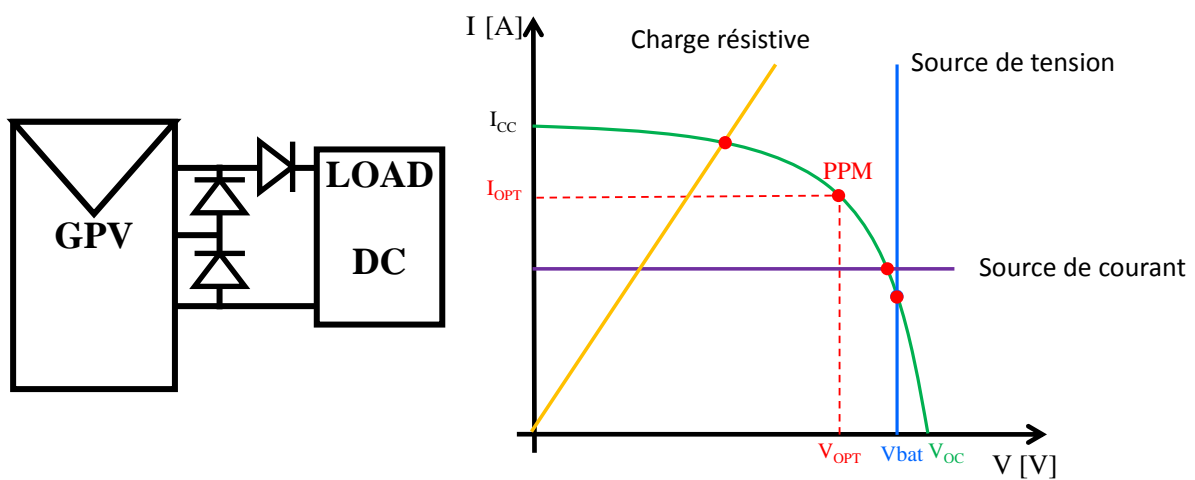 GPV
LOAD
DC
I [A]
Charge résistive
Source de tension
I_CC
PPM
I_OPT
Source de courant
V_OPT
Vbat
V_OC
V [V]